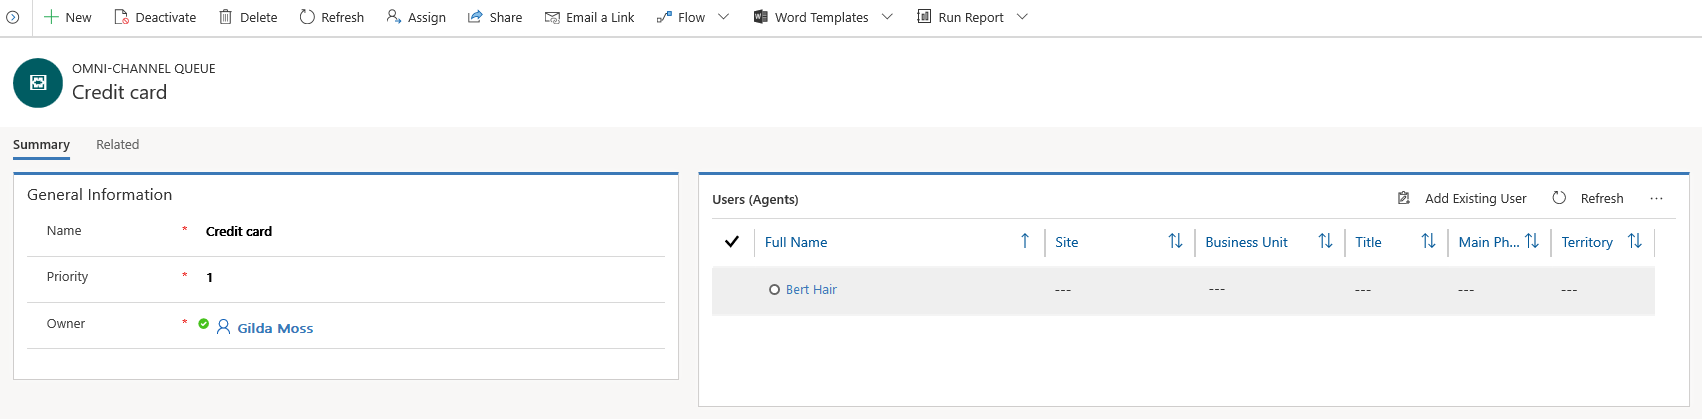 New Deactivate Delete Refresh Assign Share Email a Link Flow Word Templates Run Report
OMNI-CHANNEL QUEUE
Credit card
Summary Related
General Information
Name * Credit card
Priority * 1
Owner * Gilda Moss
Users (Agents) Add Existing User Refresh ...
Full Name Site Business Unit Title Main Ph... Territory
Bert Hair --- --- --- --- ---